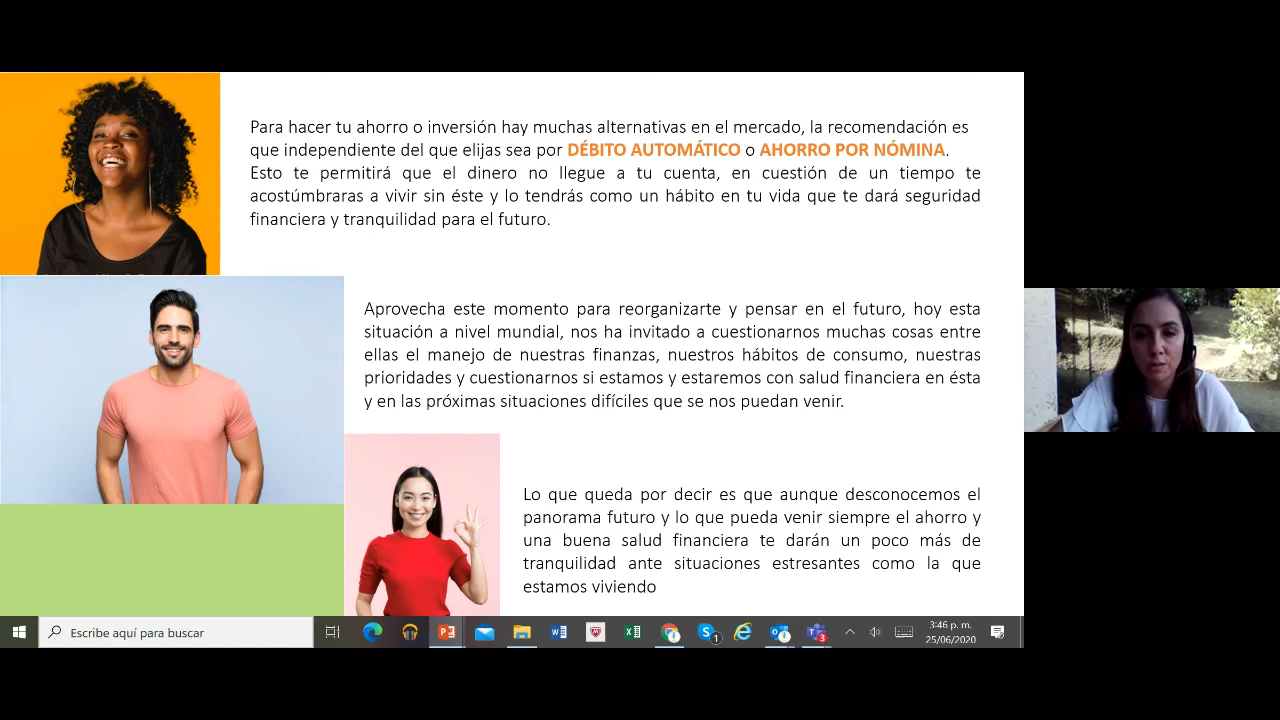 Para hacer tu ahorro o inversión hay muchas alternativas en el mercado, la recomendación es
que independiente del que elijas sea por DÉBITO AUTOMÁTICO o AHORRO POR NÓMINA.
Esto te permitirá que el dinero no llegue a tu cuenta, en cuestión de un tiempo te
acostúmbraras a vivir sin éste y lo tendrás como un hábito en tu vida que te dará seguridad
financiera y tranquilidad para el futuro.
Aprovecha este momento para reorganizarte y pensar en el futuro, hoy esta
situación a nivel mundial, nos ha invitado a cuestionarnos muchas cosas entre
ellas el manejo de nuestras finanzas, nuestros hábitos de consumo, nuestras
prioridades y cuestionarnos si estamos y estaremos con salud financiera en ésta
y en las próximas situaciones difíciles que se nos puedan venir.
Lo que queda por decir es que aunque desconocemos el
panorama futuro y lo que pueda venir siempre el ahorro y
una buena salud financiera te darán un poco más de
tranquilidad ante situaciones estresantes como la que
estamos viviendo
Escribe aquí para buscar
3:46 p. m.
25/06/2020